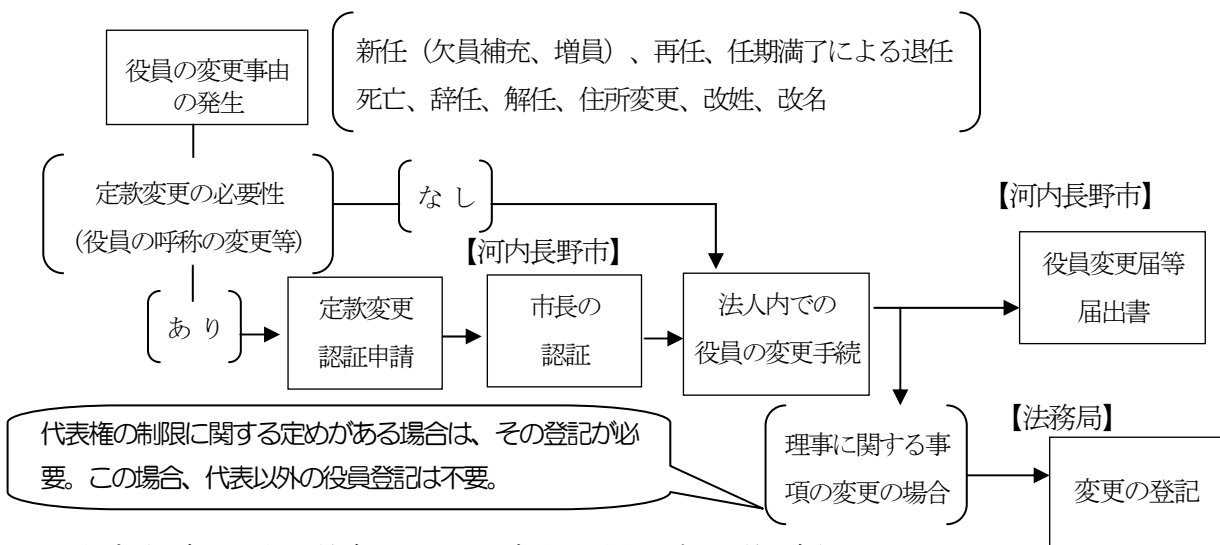 役員の変更事由
の発生
新任（欠員補充、増員）、再任、任期満了による退任
死亡、辞任、解任、住所変更、改姓、改名
定款変更の必要性
（役員の呼称の変更等）
なし
あり
定款変更
認証申請
【河内長野市】
市長の
認証
法人内での
役員の変更手続
【河内長野市】
役員変更届等
届出書
代表権の制限に関する定めがある場合は、その登記が必
要。この場合、代表以外の役員登記は不要。
理事に関する事
項の変更の場合
【法務局】
変更の登記